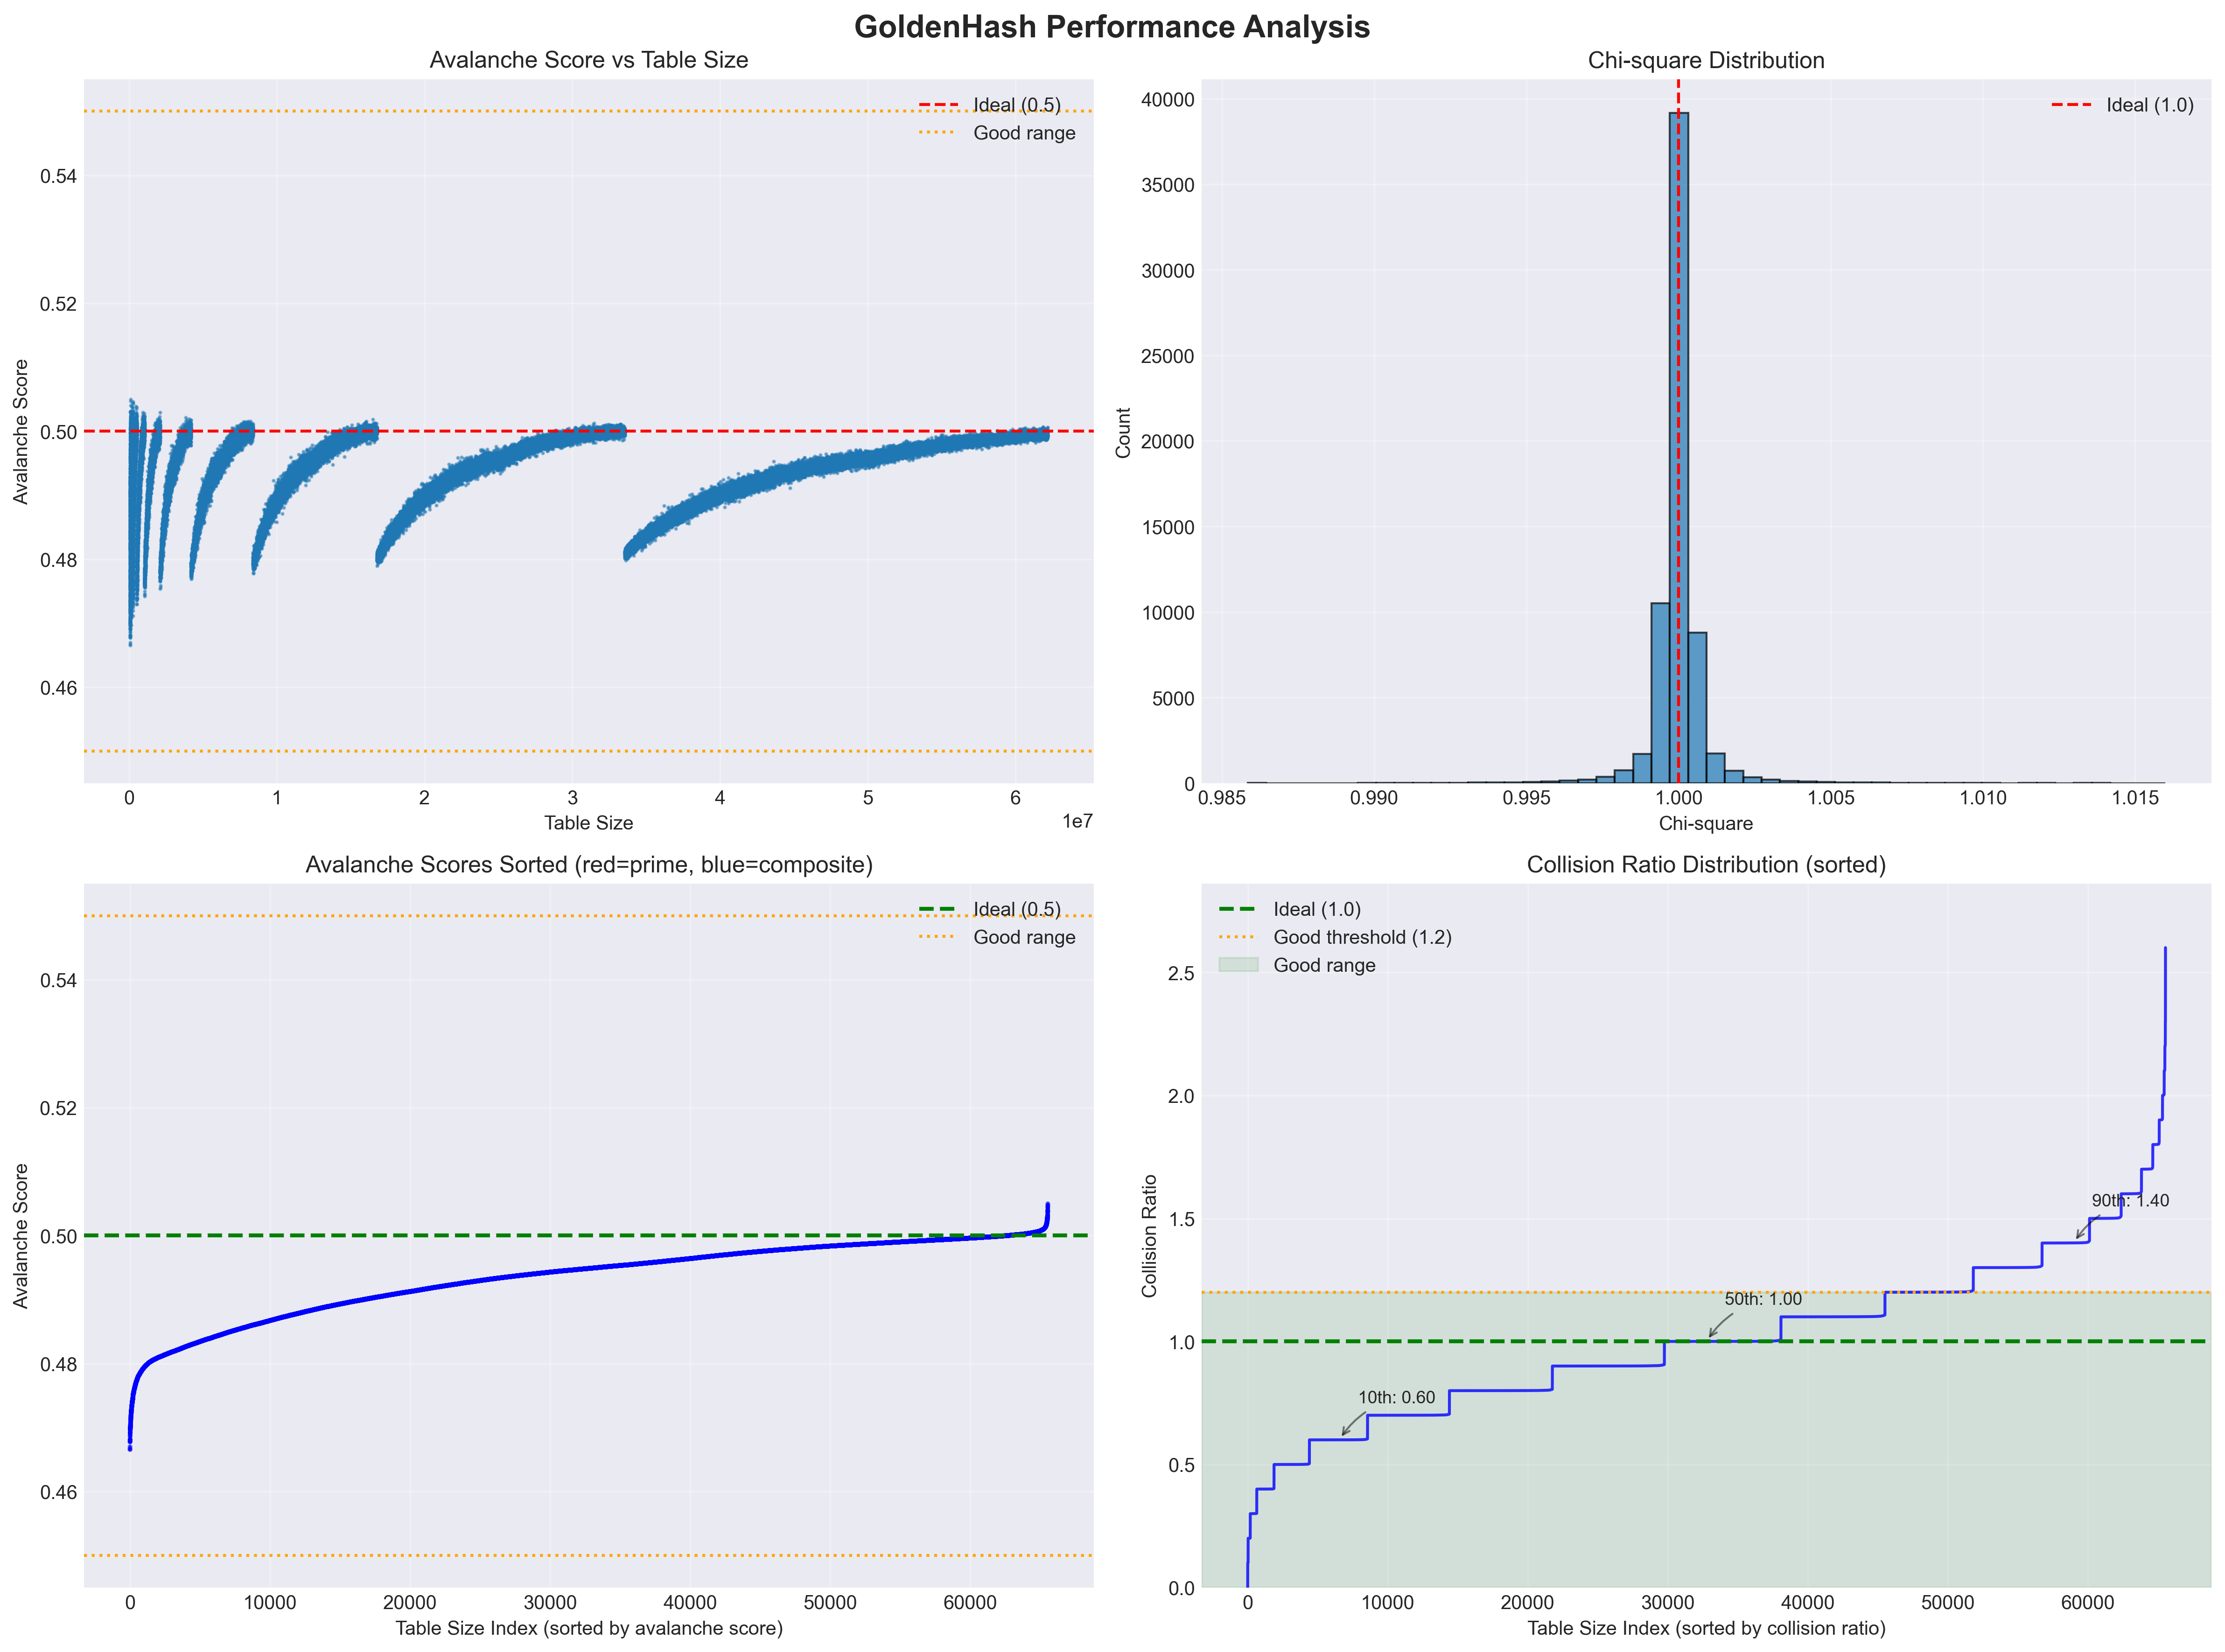 GoldenHash Performance Analysis
Avalanche Score vs Table Size
Ideal (0.5)
Good range
0.54
0.52
0.50
0.48
0.46
Avalanche Score
0
1
2
3
4
5
6
1e7
Table Size
Chi-square Distribution
Ideal (1.0)
40000
35000
30000
25000
20000
15000
10000
5000
0
Count
0.985
0.990
0.995
1.000
1.005
1.010
1.015
Chi-square
Avalanche Scores Sorted (red=prime, blue=composite)
Ideal (0.5)
Good range
0.54
0.52
0.50
0.48
0.46
Avalanche Score
0
10000
20000
30000
40000
50000
60000
Table Size Index (sorted by avalanche score)
Collision Ratio Distribution (sorted)
Ideal (1.0)
Good threshold (1.2)
Good range
2.5
2.0
1.5
1.0
0.5
0.0
Collision Ratio
90th: 1.40
50th: 1.00
10th: 0.60
0
10000
20000
30000
40000
50000
60000
Table Size Index (sorted by collision ratio)